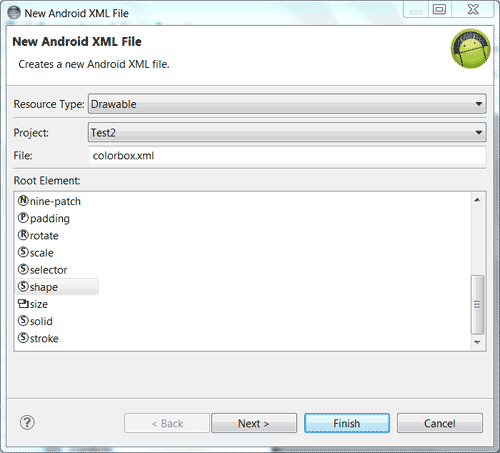 New Android XML File
New Android XML File
Creates a new Android XML file.
Resource Type: Drawable
Project: Test2
File: colorbox.xml
Root Element:
N nine-patch
P padding
R rotate
S scale
S selector
S shape
size
S solid
S stroke
? < Back Next > Finish Cancel